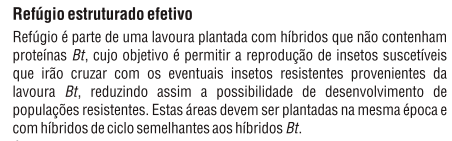 Refúgio estruturado efetivo
Refúgio é parte de uma lavoura plantada com híbridos que não contenham
proteínas Bt, cujo objetivo é permitir a reprodução de insetos suscetíveis
que irão cruzar com os eventuais insetos resistentes provenientes da
lavoura Bt, reduzindo assim a possibilidade de desenvolvimento de
populações resistentes. Estas áreas devem ser plantadas na mesma época e
com híbridos de ciclo semelhantes aos híbridos Bt.